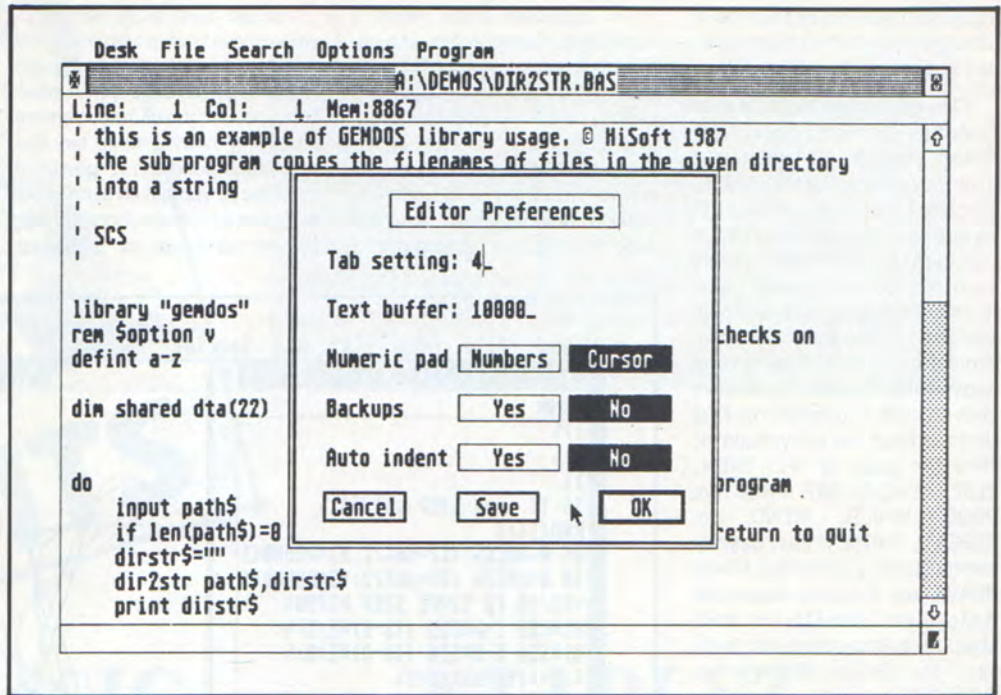 Desk File Search Options Program
A:\DEMOS\DIR2STR.BAS
Line: 1 Col: 1 Mem:8867
' this is an example of GEMDOS library usage. © HiSoft 1987
' the sub-program copies the filenames of files in the given directory
' into a string
'
' SCS
'
library "gemdos"
rem $option v checks on
defint a-z
dim shared dta(22)
do program
input path$
if len(path$)=0 return to quit
dirstr$=""
dir2str path$,dirstr$
print dirstr$
Editor Preferences
Tab setting: 4
Text buffer: 10000_
Numeric pad Numbers Cursor
Backups Yes No
Auto indent Yes No
Cancel Save OK